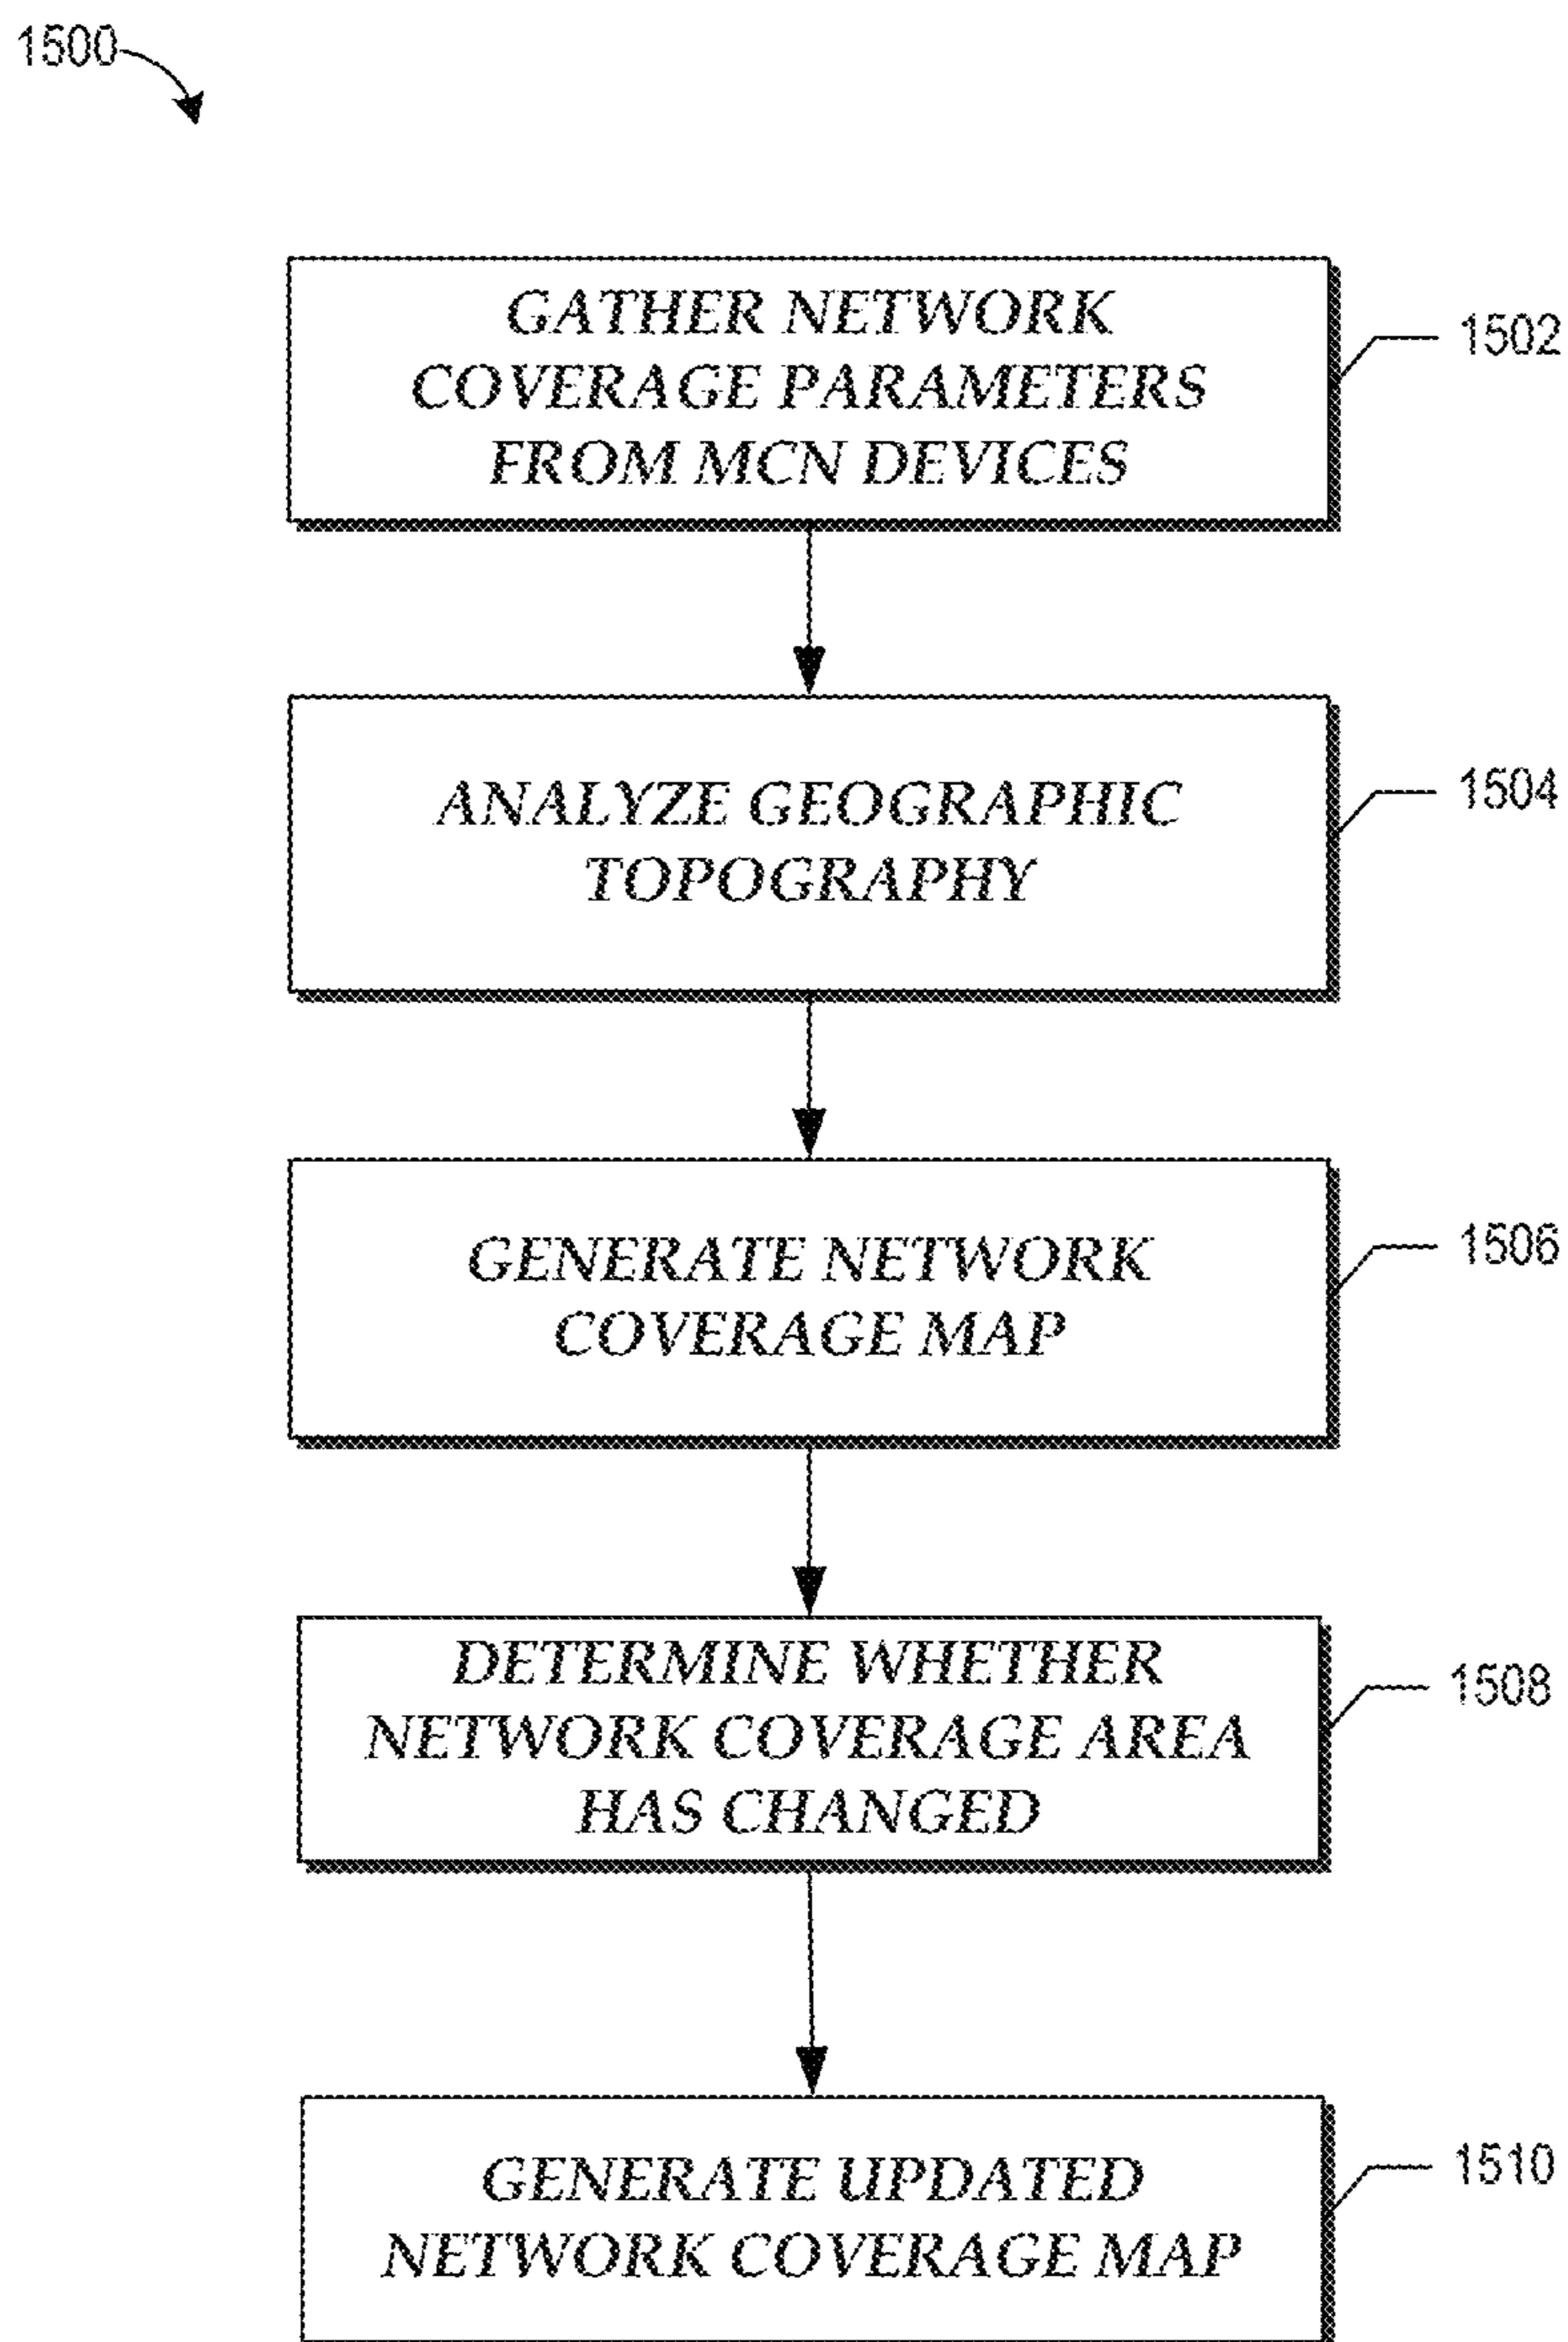 1500
GATHER NETWORK
COVERAGE PARAMETERS
FROM MCN DEVICES
1502
ANALYZE GEOGRAPHIC
TOPOGRAPHY
1504
GENERATE NETWORK
COVERAGE MAP
1506
DETERMINE WHETHER
NETWORK COVERAGE AREA
HAS CHANGED
1508
GENERATE UPDATED
NETWORK COVERAGE MAP
1510